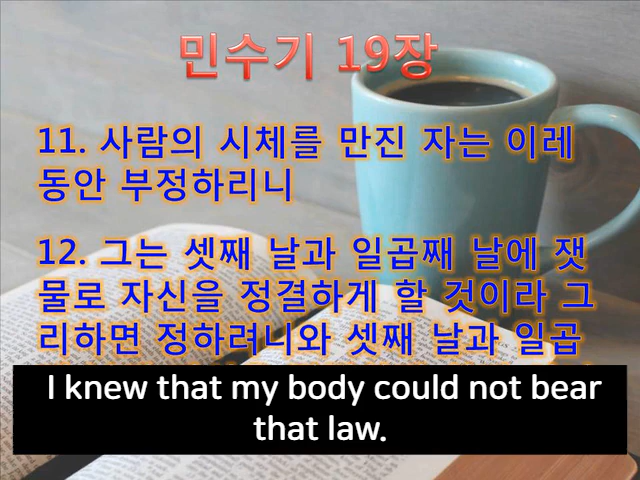 민수기 19장
11. 사람의 시체를 만진 자는 이레
동안 부정하리니
12. 그는 셋째 날과 일곱째 날에 잿
물로 자신을 정결하게 할 것이라 그
리하면 정하려니와 셋째 날과 일곱
I knew that my body could not bear
that law.